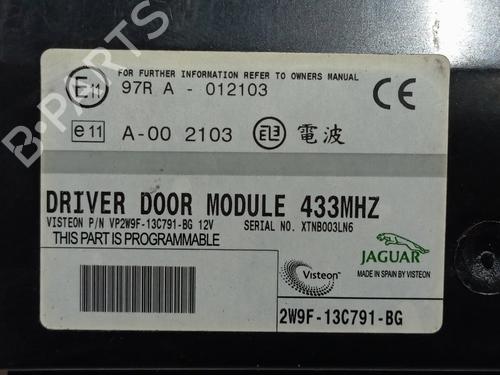 FOR FURTHER INFORMATION REFER TO OWNERS MANUAL
E11 97R A - 012103 CE
e11 A-00 2103 電波
DRIVER DOOR MODULE 433MHZ
VISTEON P/N VP2W9F-13C791-BG 12V SERIAL NO. XTNB003LN6
THIS PART IS PROGRAMMABLE
Visteon
JAGUAR
MADE IN SPAIN BY VISTEON
2W9F-13C791-BG
B-PARTS